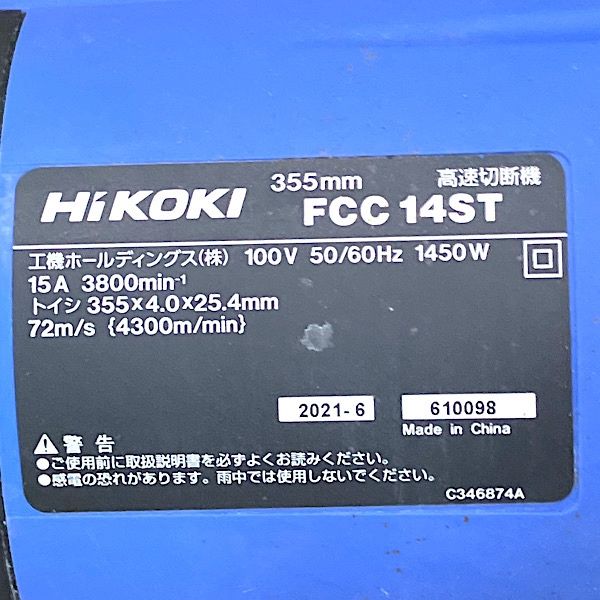 355mm 高速切断機
HiKOKI FCC 14ST
工機ホールディングス(株) 100V 50/60Hz 1450W
15A 3800min-1
トイシ 355×4.0×25.4mm
72m/s {4300m/min}
2021-6 610098
Made in China
警告
●ご使用前に取扱説明書を必ずよくお読みください。
●感電の恐れがあります。雨中では使用しないでください。
C346874A